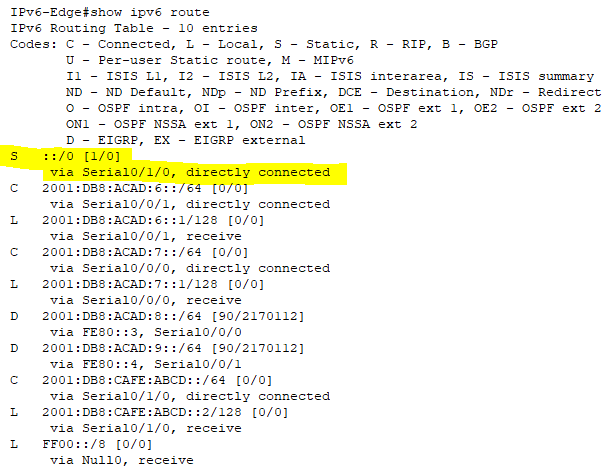 IPv6-Edge#show ipv6 route
IPv6 Routing Table - 10 entries
Codes: C - Connected, L - Local, S - Static, R - RIP, B - BGP
U - Per-user Static route, M - MIPv6
I1 - ISIS L1, I2 - ISIS L2, IA - ISIS interarea, IS - ISIS summary
ND - ND Default, NDp - ND Prefix, DCE - Destination, NDr - Redirect
O - OSPF intra, OI - OSPF inter, OE1 - OSPF ext 1, OE2 - OSPF ext 2
ON1 - OSPF NSSA ext 1, ON2 - OSPF NSSA ext 2
D - EIGRP, EX - EIGRP external
S ::/0 [1/0]
via Serial0/1/0, directly connected
C 2001:DB8:ACAD:6::/64 [0/0]
via Serial0/0/1, directly connected
L 2001:DB8:ACAD:6::1/128 [0/0]
via Serial0/0/1, receive
C 2001:DB8:ACAD:7::/64 [0/0]
via Serial0/0/0, directly connected
L 2001:DB8:ACAD:7::1/128 [0/0]
via Serial0/0/0, receive
D 2001:DB8:ACAD:8::/64 [90/2170112]
via FE80::3, Serial0/0/0
D 2001:DB8:ACAD:9::/64 [90/2170112]
via FE80::4, Serial0/0/1
C 2001:DB8:CAFE:ABCD::/64 [0/0]
via Serial0/1/0, directly connected
L 2001:DB8:CAFE:ABCD::2/128 [0/0]
via Serial0/1/0, receive
L FF00::/8 [0/0]
via Null0, receive